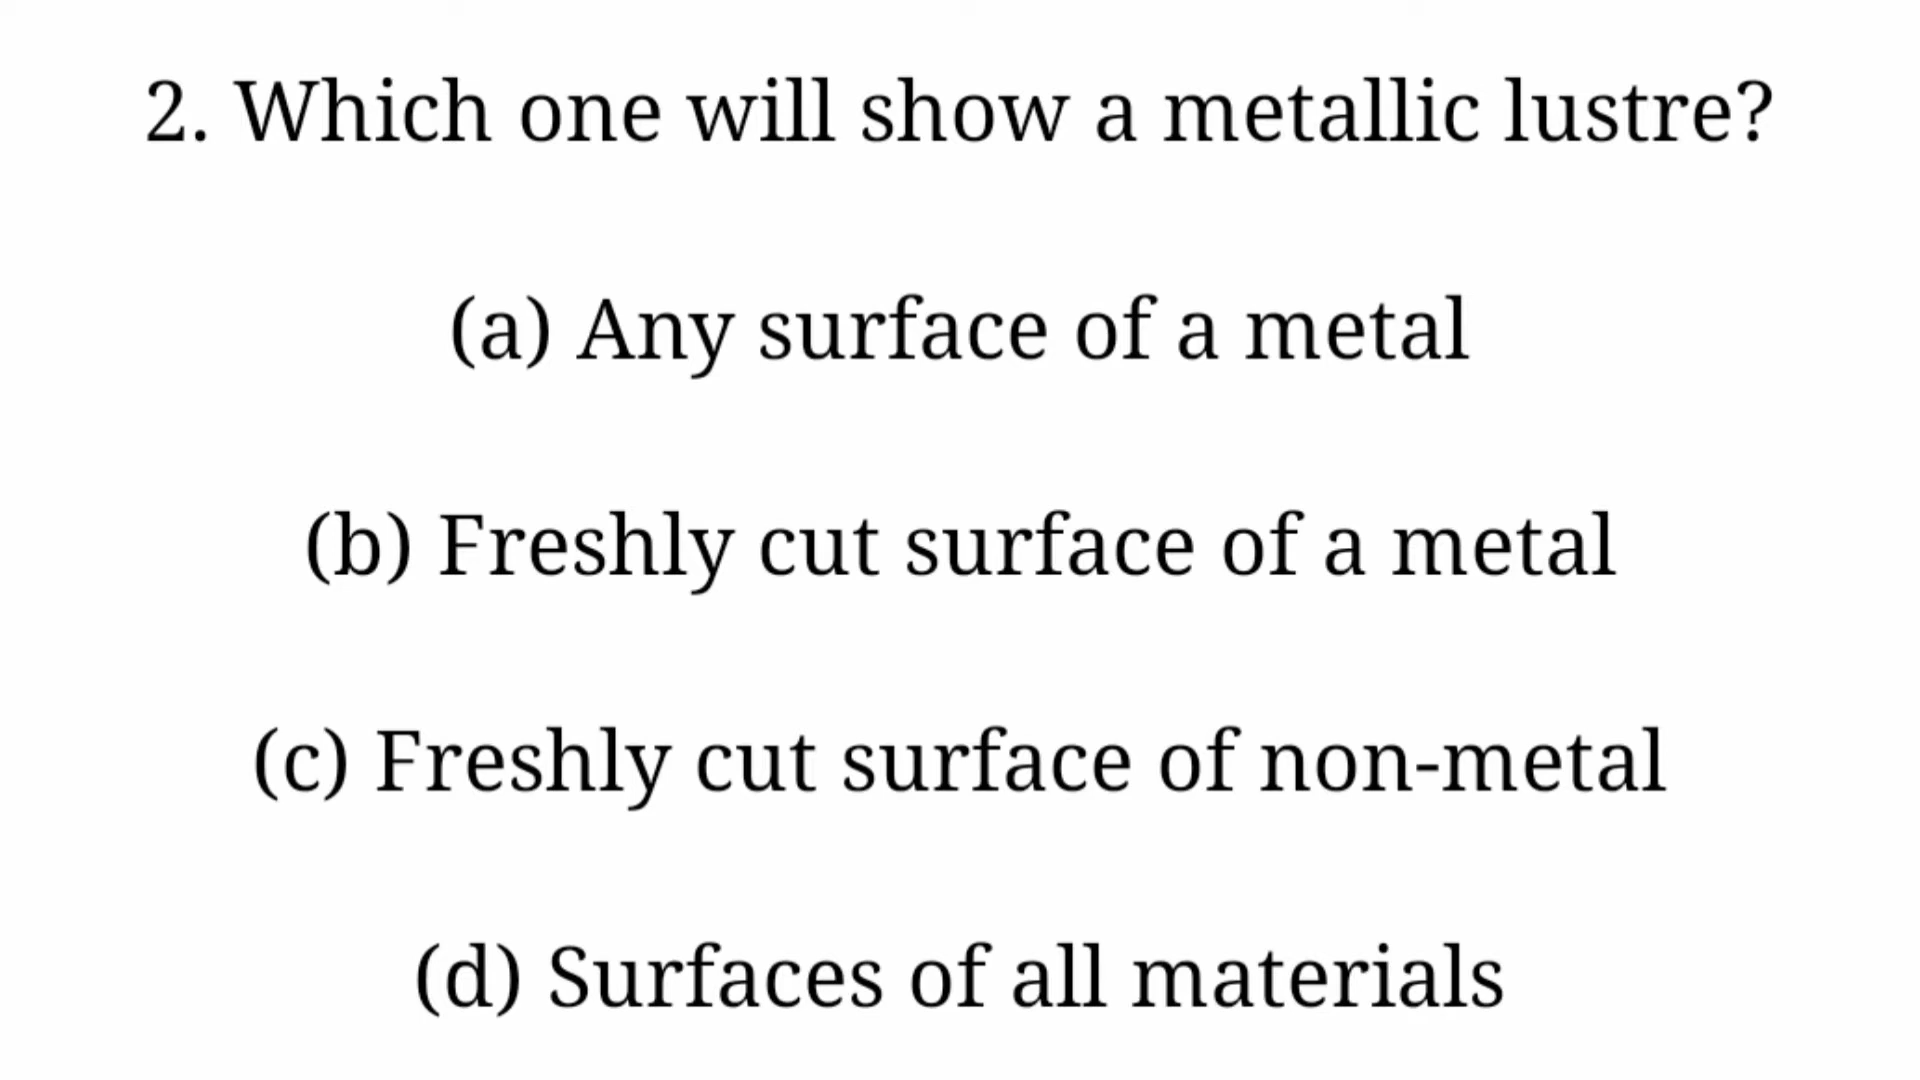 2. Which one will show a metallic lustre?
(a) Any surface of a metal
(b) Freshly cut surface of a metal
(c) Freshly cut surface of non-metal
(d) Surfaces of all materials